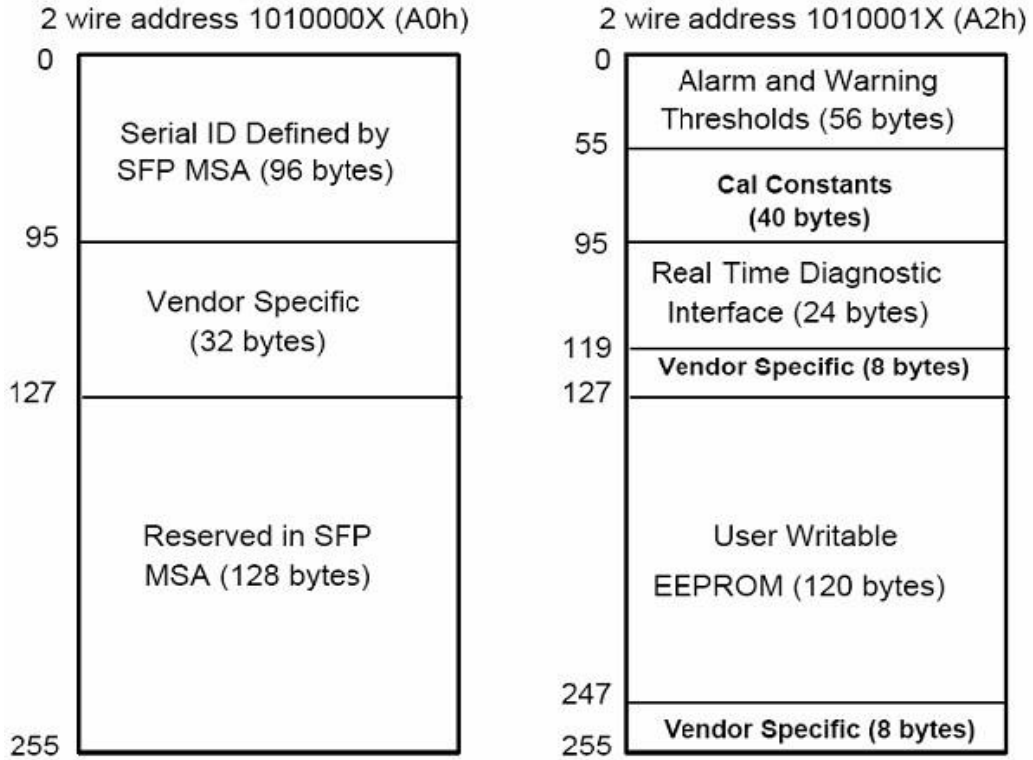 2 wire address 1010000X (A0h)
0
Serial ID Defined by
SFP MSA (96 bytes)
95
Vendor Specific
(32 bytes)
127
Reserved in SFP
MSA (128 bytes)
255
2 wire address 1010001X (A2h)
0
Alarm and Warning
Thresholds (56 bytes)
55
Cal Constants
(40 bytes)
95
Real Time Diagnostic
Interface (24 bytes)
119
Vendor Specific (8 bytes)
127
User Writable
EEPROM (120 bytes)
247
Vendor Specific (8 bytes)
255